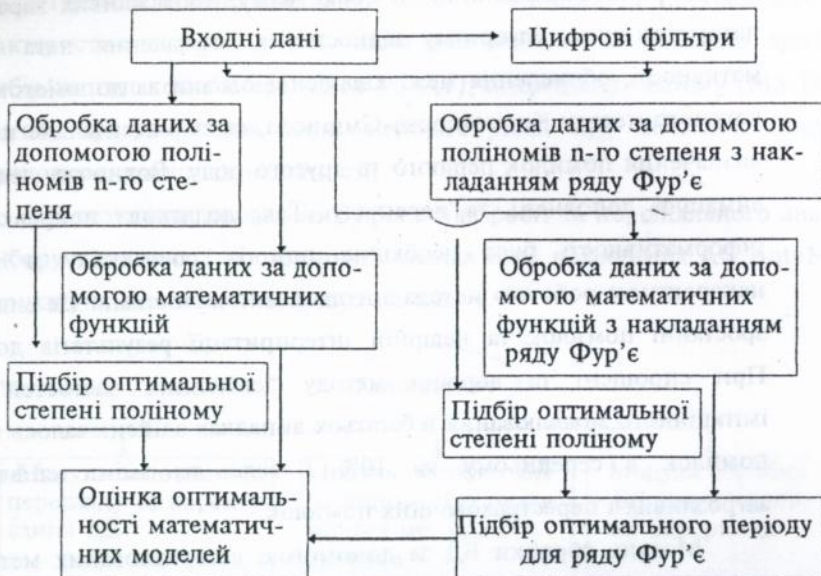 Входні дані
Цифрові фільтри
Обробка даних за
допомогою полі-
номів n-го сте-
пеня
Обробка даних за допомогою
поліномів n-го степеня з нак-
ладанням ряду Фур'є
Обробка даних за допо-
могою математичних
функцій
Обробка даних за допо-
могою математичних
функцій з накладанням
ряду Фур'є
Підбір оптимальної
степені поліному
Підбір оптимальної
степені поліному
Оцінка оптималь-
ності математич-
них моделей
Підбір оптимального періоду
для ряду Фур'є